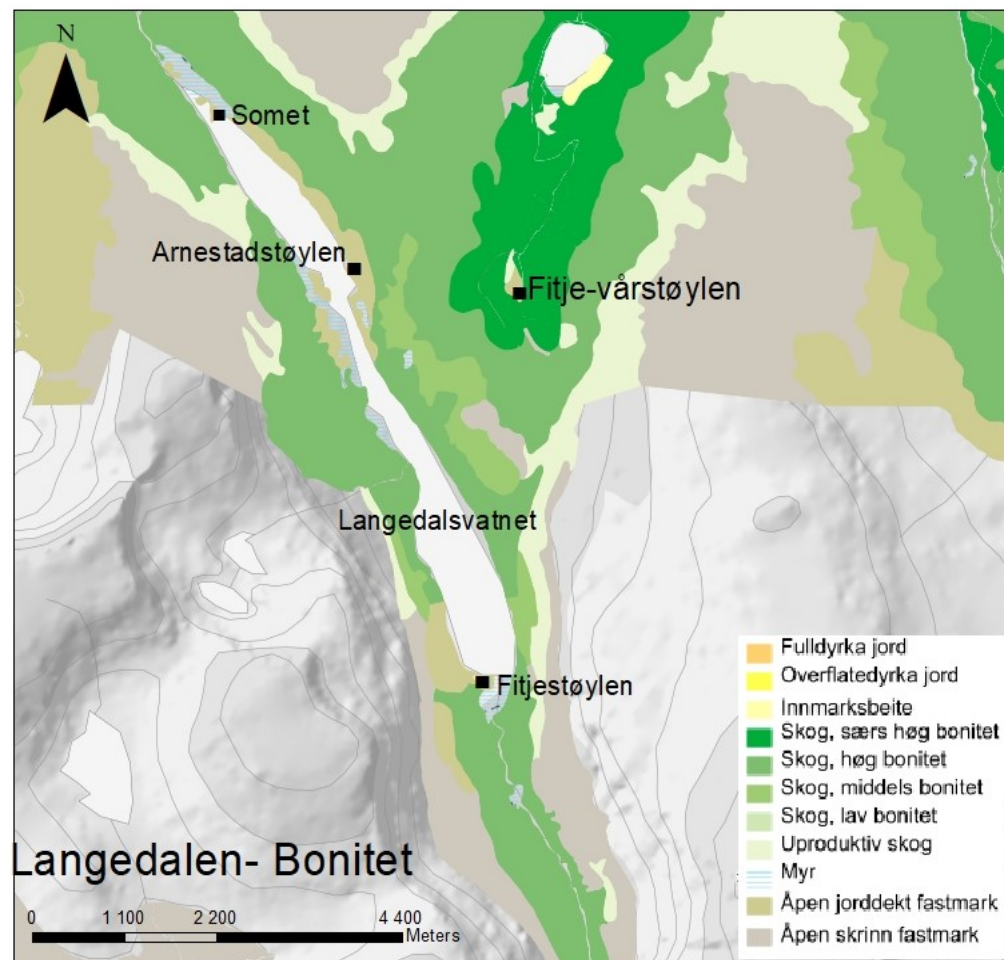 N
Somet
Arnestadstøylen
Fitje-vårstøylen
Langedalsvatnet
Fitjestøylen
Langedalen- Bonitet
0 1 100 2 200 4 400
Meters
Fulldyrka jord
Overflatedyrka jord
Innmarksbeite
Skog, særs høg bonitet
Skog, høg bonitet
Skog, middels bonitet
Skog, lav bonitet
Uproduktiv skog
Myr
Åpen jorddekt fastmark
Åpen skrinn fastmark